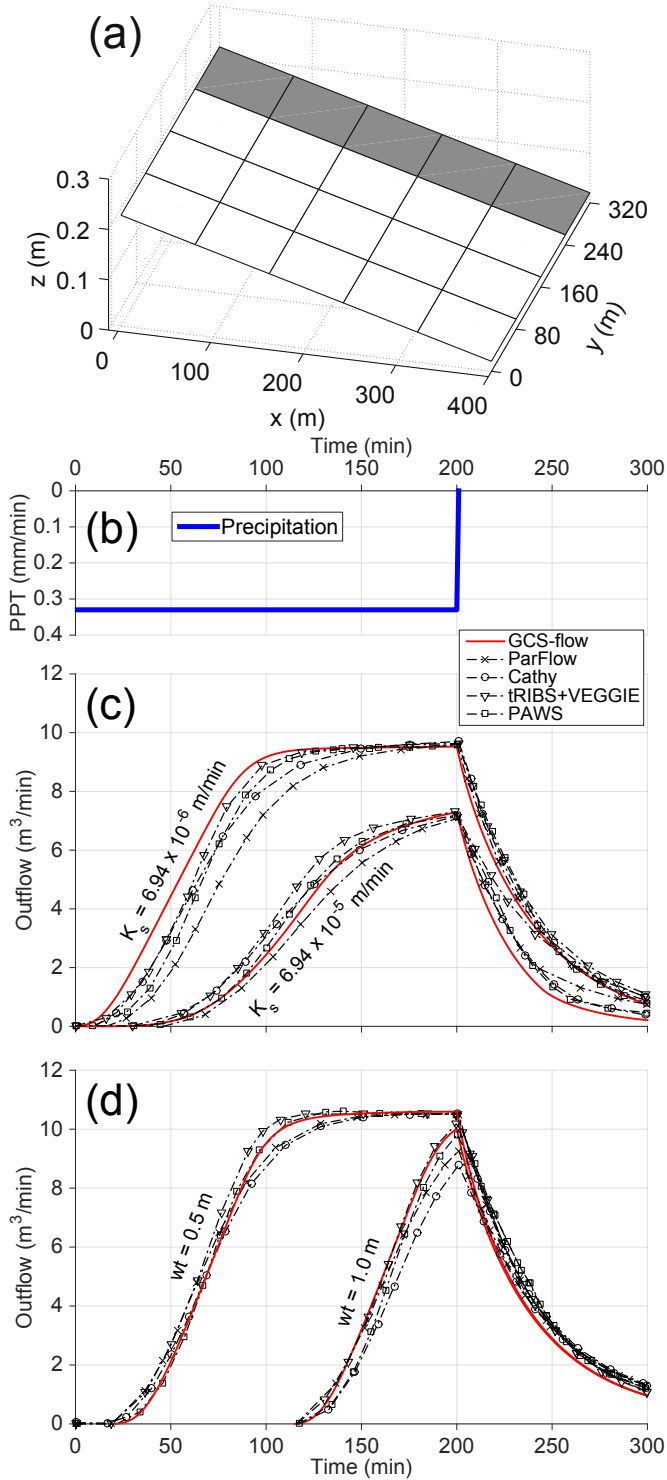 (a)
0.3
0.2
0.1
0
z (m)
0
100
200
300
400
x (m)
0
80
160
240
320
y (m)
Time (min)
0 50 100 150 200 250 300
0
0.1
0.2
0.3
0.4
PPT (mm/min)
(b)
Precipitation
GCS-flow
ParFlow
Cathy
tRIBS+VEGGIE
PAWS
(c)
12
10
8
6
4
2
0
Outflow (m³/min)
Kₛ = 6.94 x 10⁻⁶ m/min
Kₛ = 6.94 x 10⁻⁵ m/min
(d)
12
10
8
6
4
2
0
Outflow (m³/min)
wt = 0.5 m
wt = 1.0 m
0 50 100 150 200 250 300
Time (min)